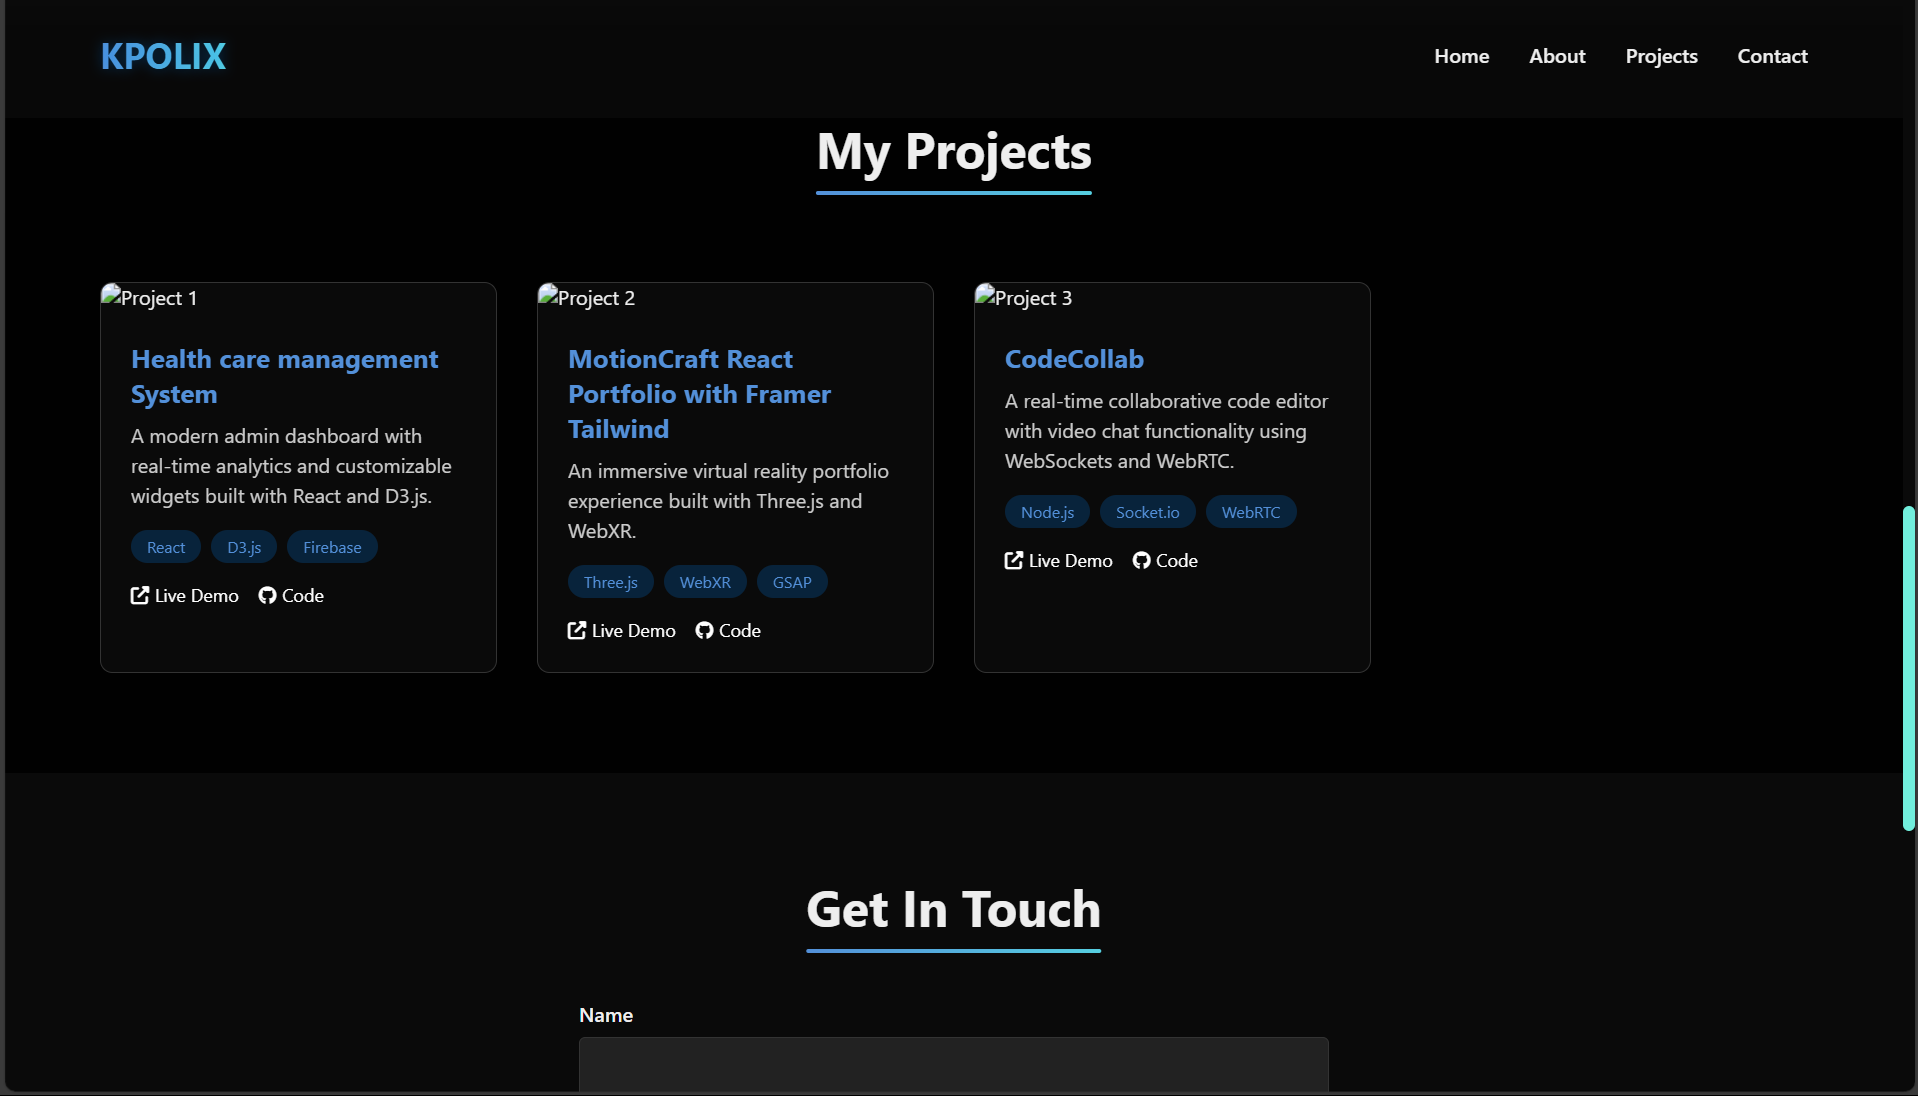 KPOLIX
Home About Projects Contact
My Projects
Project 1
Health care management
System
A modern admin dashboard with
real-time analytics and customizable
widgets built with React and D3.js.
React D3.js Firebase
Live Demo Code
Project 2
MotionCraft React
Portfolio with Framer
Tailwind
An immersive virtual reality portfolio
experience built with Three.js and
WebXR.
Three.js WebXR GSAP
Live Demo Code
Project 3
CodeCollab
A real-time collaborative code editor
with video chat functionality using
WebSockets and WebRTC.
Node.js Socket.io WebRTC
Live Demo Code
Get In Touch
Name